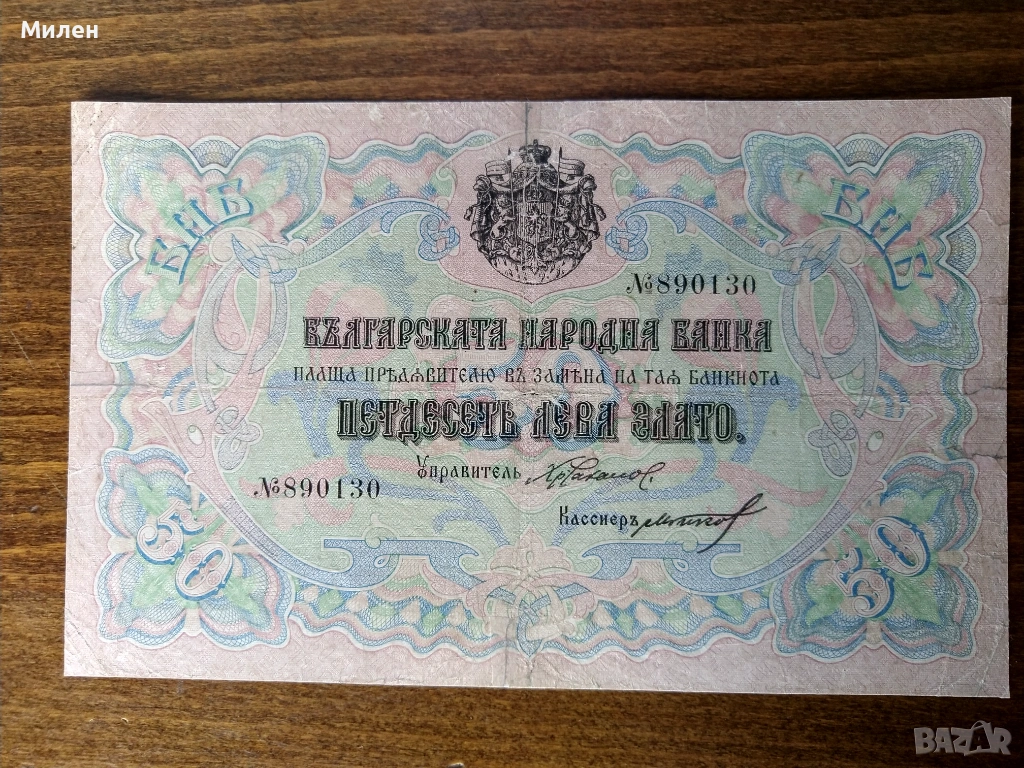 Милен
БНБ БНБ
№890130
БЪЛГАРСКАТА НАРОДНА БАНКА
ПЛАЩА ПРѢДЯВИТЕЛЮ ВЪ ЗАМѢНА НА ТАЯ БАНКНОТА
ПЕТДЕСЕТЬ ЛЕВА ЗЛАТО.
Управитель
№890130
Кассиеръ
50 50
BAZAR